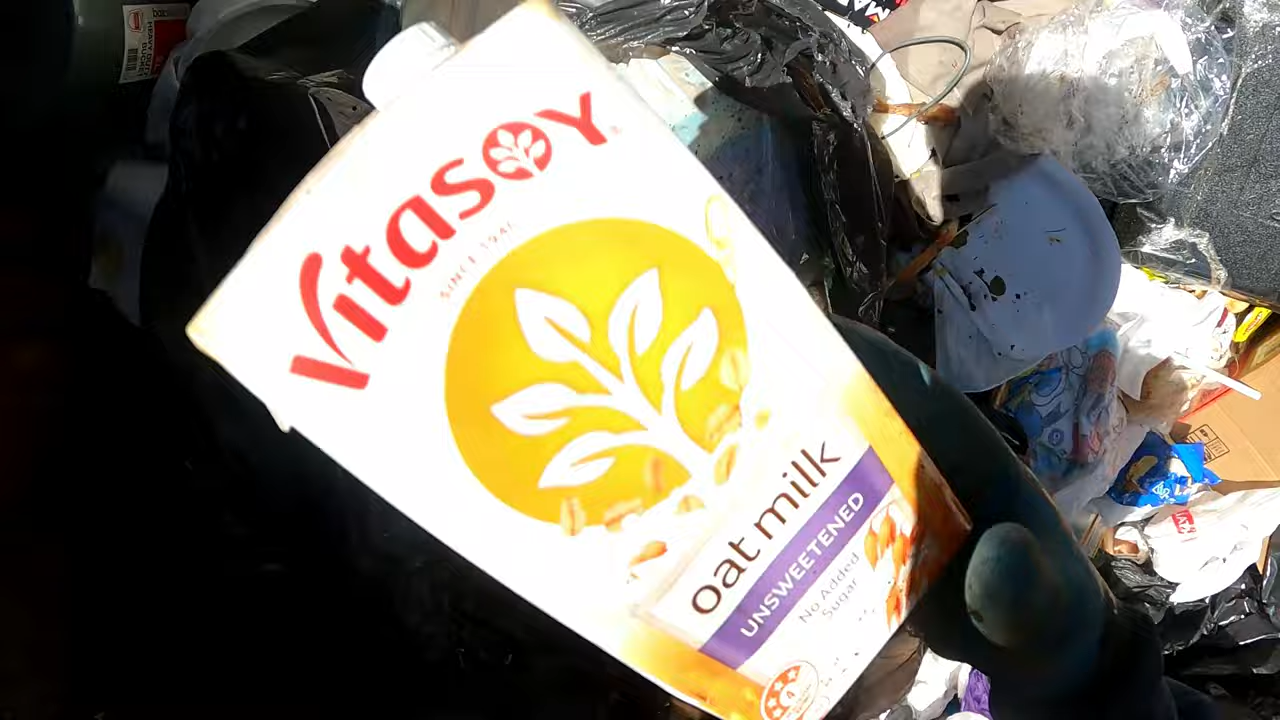 Vitasoy
SINCE 1940
oat milk
UNSWEETENED
No Added
Sugar